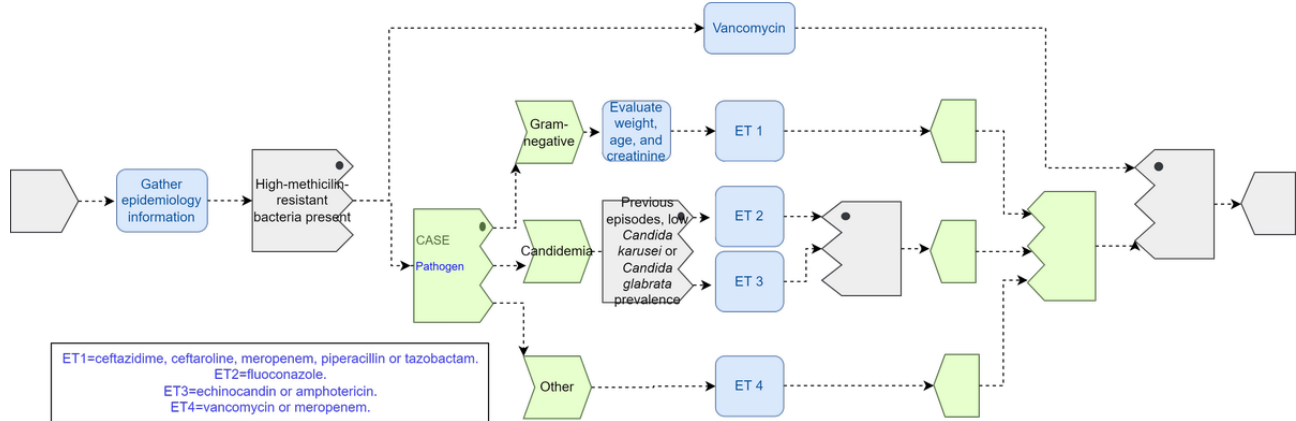 Vancomycin
Gather
epidemiology
information
High-methicilin-
resistant
bacteria present
CASE
Pathogen
Gram-
negative
Evaluate
weight,
age, and
creatinine
ET 1
Candidemia
Previous
episodes, low
Candida
karusei or
Candida
glabrata
prevalence
ET 2
ET 3
Other
ET 4
ET1=ceftazidime, ceftaroline, meropenem, piperacillin or tazobactam.
ET2=fluoconazole.
ET3=echinocandin or amphotericin.
ET4=vancomycin or meropenem.